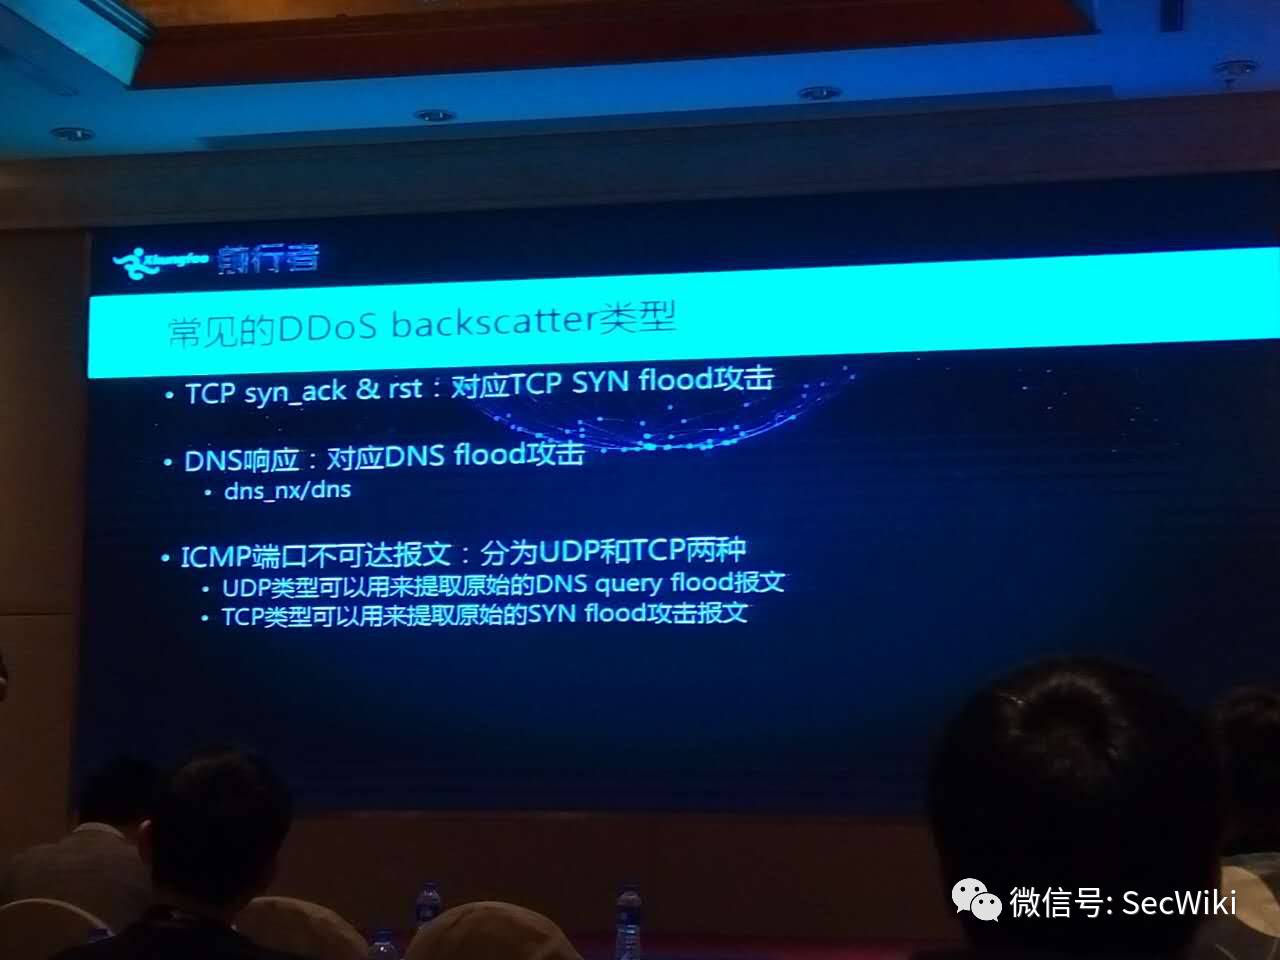 前行者
常见的DDoS backscatter类型
• TCP syn_ack & rst：对应TCP SYN flood攻击
• DNS响应：对应DNS flood攻击
• dns_nx/dns
• ICMP端口不可达报文：分为UDP和TCP两种
• UDP类型可以用来提取原始的DNS query flood报文
• TCP类型可以用来提取原始的SYN flood攻击报文
微信号: SecWiki